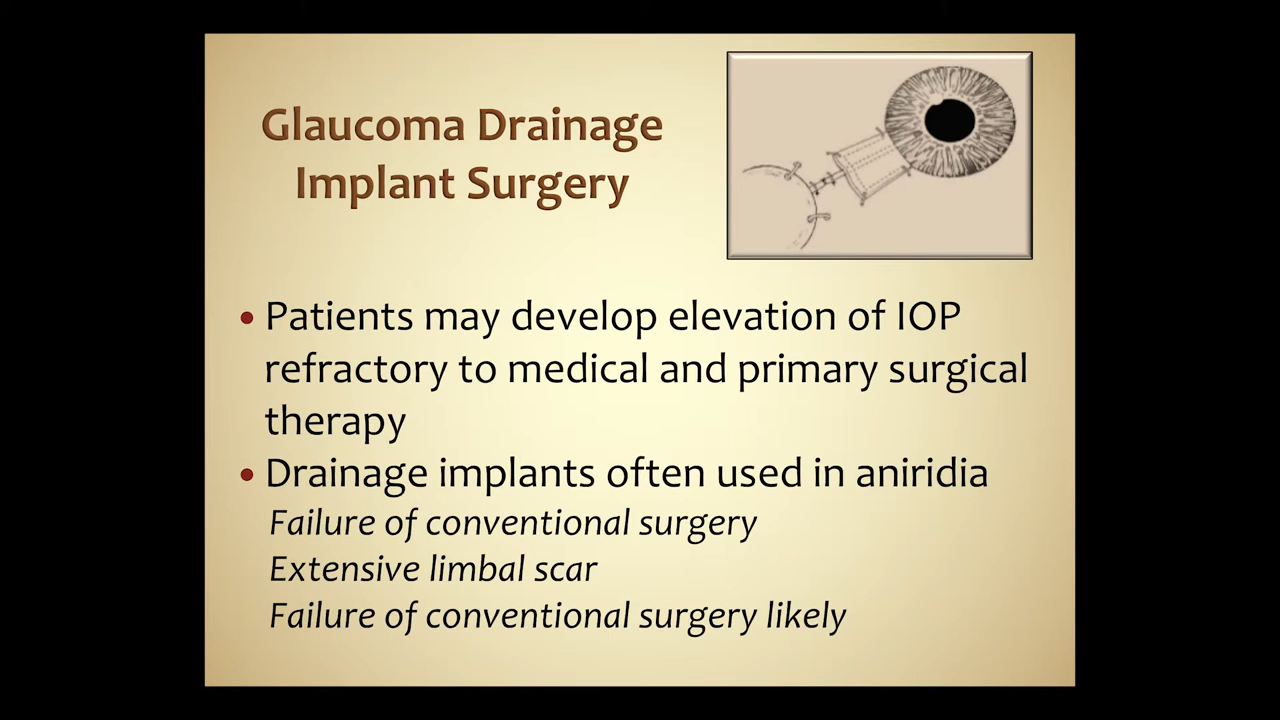 Glaucoma Drainage
Implant Surgery
• Patients may develop elevation of IOP
refractory to medical and primary surgical
therapy
• Drainage implants often used in aniridia
Failure of conventional surgery
Extensive limbal scar
Failure of conventional surgery likely